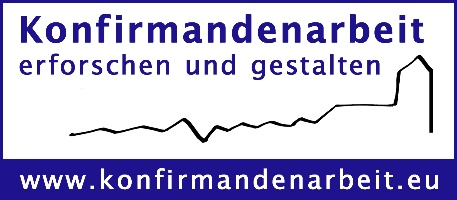 Konfirmandenarbeit
erforschen und gestalten
www.konfirmandenarbeit.eu